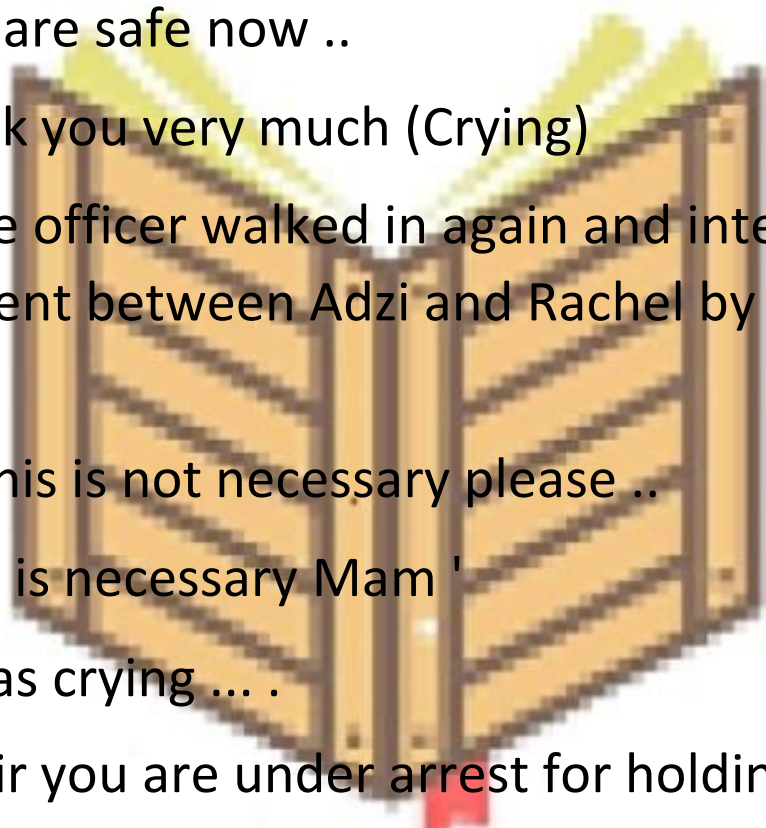 are safe now ..
k you very much (Crying)
e officer walked in again and inte
ent between Adzi and Rachel by
his is not necessary please ..
is necessary Mam '
as crying ... .
ir you are under arrest for holdin